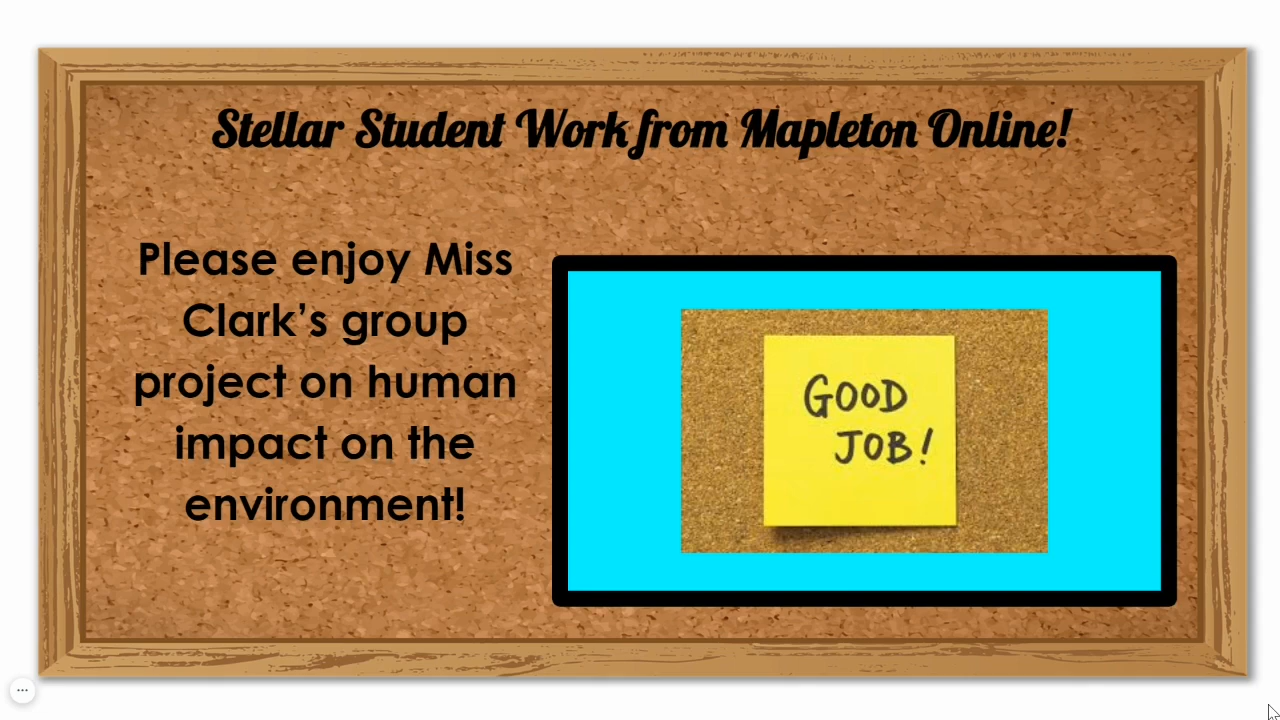 Stellar Student Work from Mapleton Online!
Please enjoy Miss
Clark’s group
project on human
impact on the
environment!
GOOD
JOB!